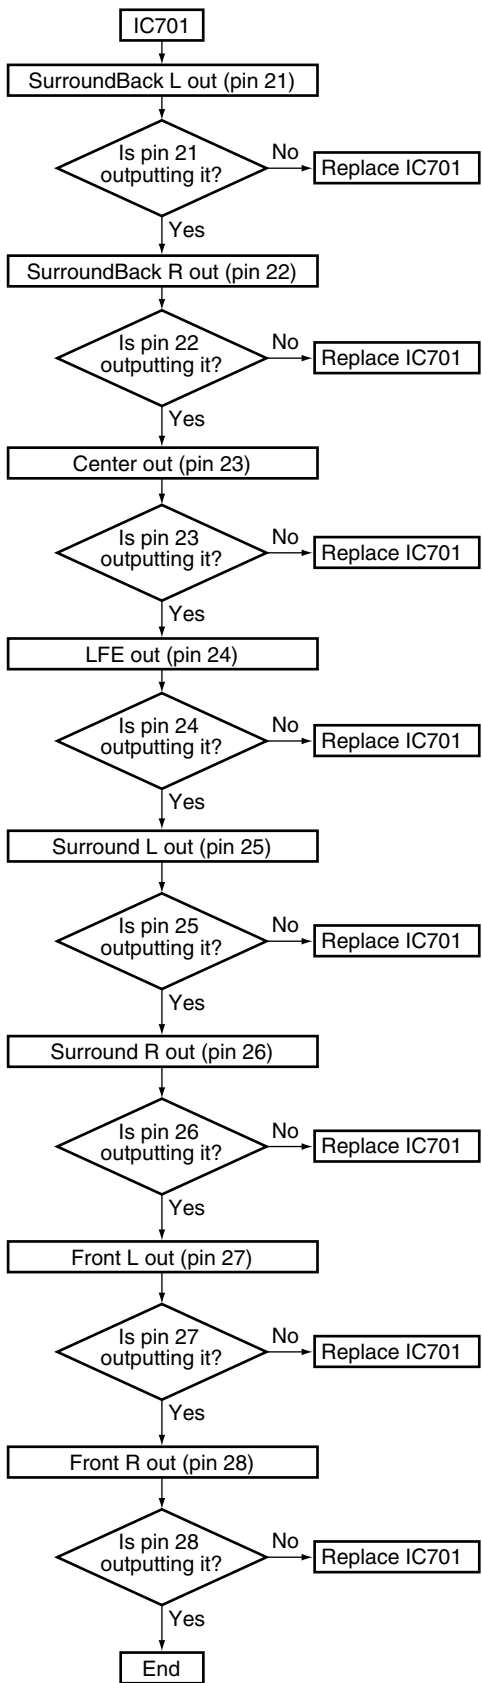 IC701
SurroundBack L out (pin 21)
Is pin 21
outputting it?
No
Replace IC701
Yes
SurroundBack R out (pin 22)
Is pin 22
outputting it?
No
Replace IC701
Yes
Center out (pin 23)
Is pin 23
outputting it?
No
Replace IC701
Yes
LFE out (pin 24)
Is pin 24
outputting it?
No
Replace IC701
Yes
Surround L out (pin 25)
Is pin 25
outputting it?
No
Replace IC701
Yes
Surround R out (pin 26)
Is pin 26
outputting it?
No
Replace IC701
Yes
Front L out (pin 27)
Is pin 27
outputting it?
No
Replace IC701
Yes
Front R out (pin 28)
Is pin 28
outputting it?
No
Replace IC701
Yes
End